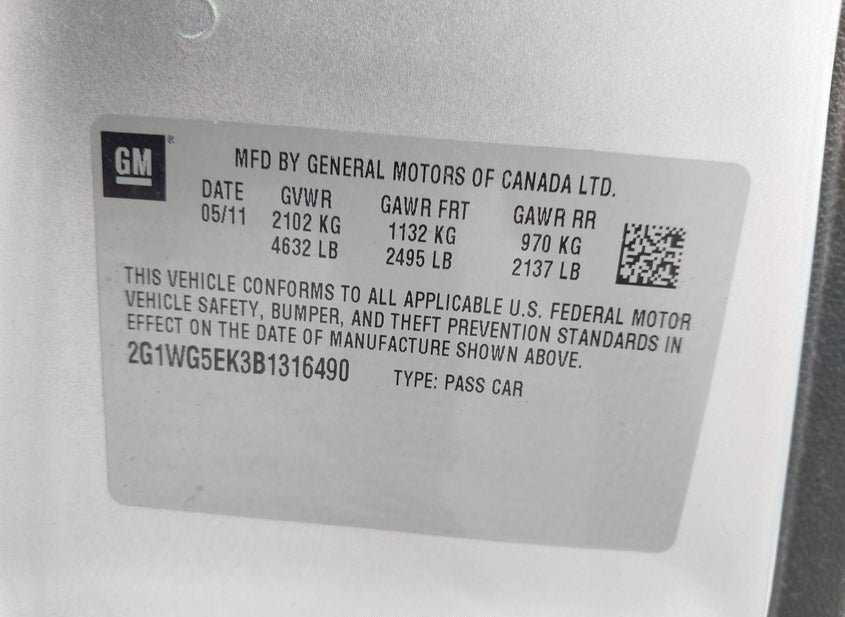 GM®
MFD BY GENERAL MOTORS OF CANADA LTD.
DATE GVWR GAWR FRT GAWR RR
05/11 2102 KG 1132 KG 970 KG
4632 LB 2495 LB 2137 LB
THIS VEHICLE CONFORMS TO ALL APPLICABLE U.S. FEDERAL MOTOR
VEHICLE SAFETY, BUMPER, AND THEFT PREVENTION STANDARDS IN
EFFECT ON THE DATE OF MANUFACTURE SHOWN ABOVE.
2G1WG5EK3B1316490 TYPE: PASS CAR